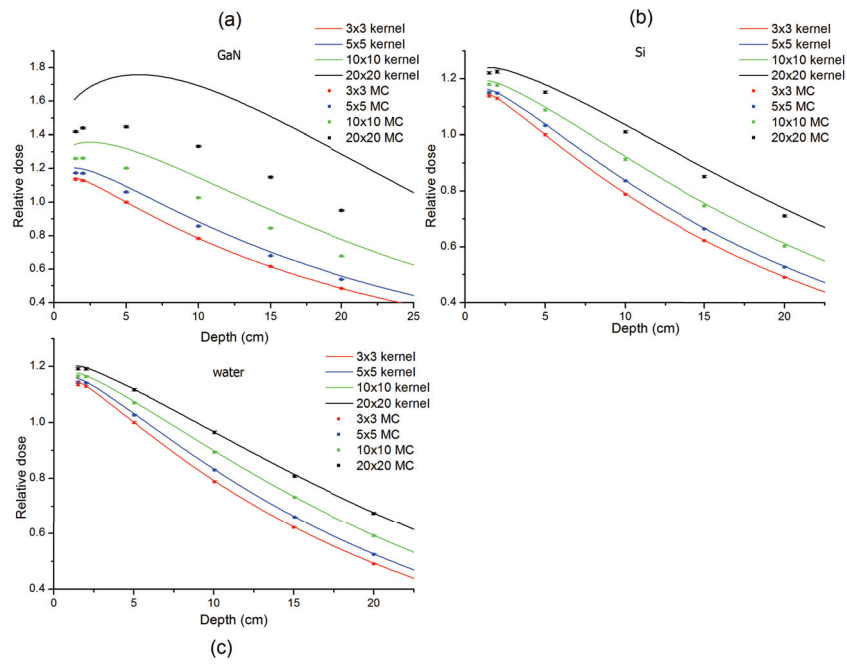 (a)
GaN
3x3 kernel
5x5 kernel
10x10 kernel
20x20 kernel
3x3 MC
5x5 MC
10x10 MC
20x20 MC
Relative dose
1.8
1.6
1.4
1.2
1.0
0.8
0.6
0.4
0 5 10 15 20 25
Depth (cm)
(b)
Si
3x3 kernel
5x5 kernel
10x10 kernel
20x20 kernel
3x3 MC
5x5 MC
10x10 MC
20x20 MC
Relative dose
1.2
1.0
0.8
0.6
0.4
0 5 10 15 20
Depth (cm)
water
3x3 kernel
5x5 kernel
10x10 kernel
20x20 kernel
3x3 MC
5x5 MC
10x10 MC
20x20 MC
Relative dose
1.2
1.0
0.8
0.6
0.4
0 5 10 15 20
Depth (cm)
(c)